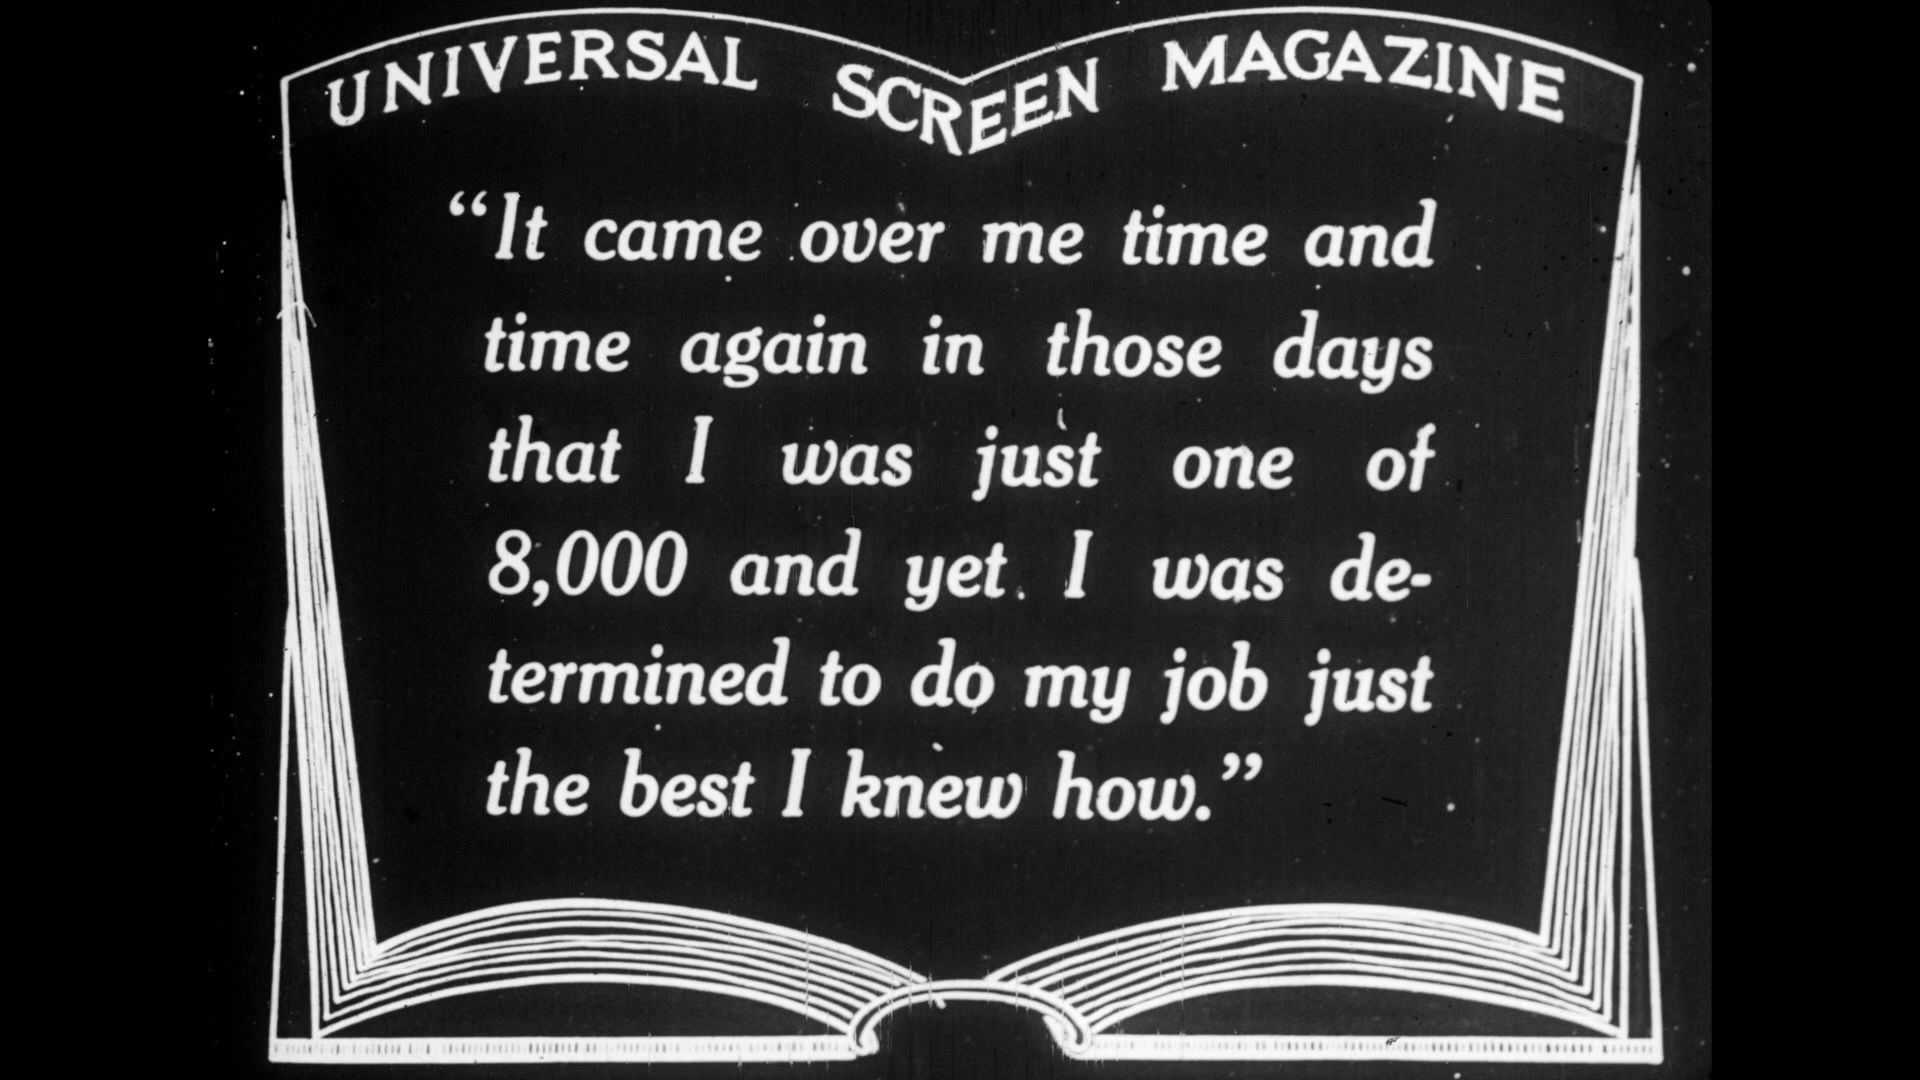 UNIVERSAL SCREEN MAGAZINE
“It came over me time and
time again in those days
that I was just one of
8,000 and yet I was de-
termined to do my job just
the best I knew how.”